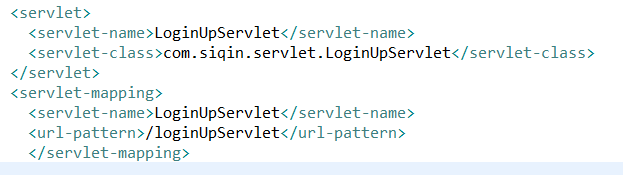 <servlet>
<servlet-name>LoginUpServlet</servlet-name>
<servlet-class>com.siqin.servlet.LoginUpServlet</servlet-class>
</servlet>
<servlet-mapping>
<servlet-name>LoginUpServlet</servlet-name>
<url-pattern>/loginUpServlet</url-pattern>
</servlet-mapping>